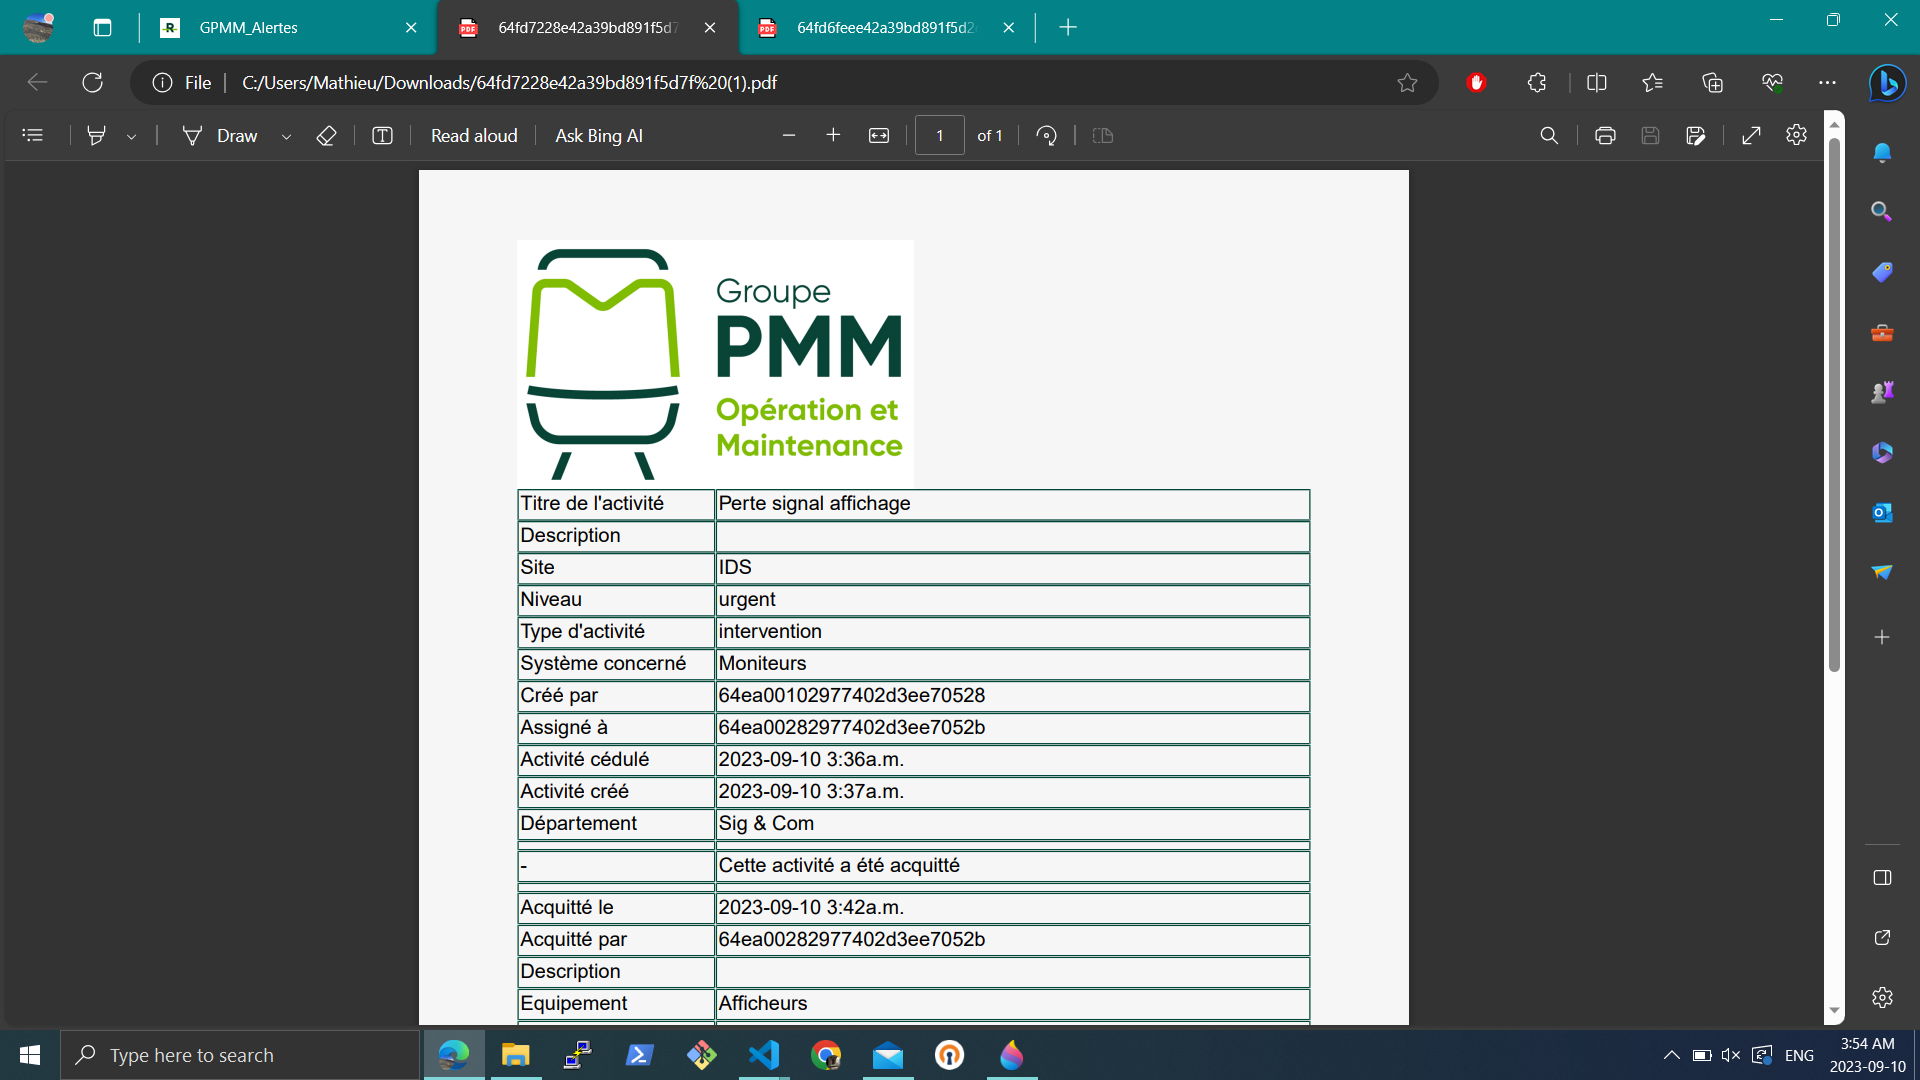 GPMM_Alertes
64fd7228e42a39bd891f5d7
64fd6feee42a39bd891f5d2
File
C:/Users/Mathieu/Downloads/64fd7228e42a39bd891f5d7f%20(1).pdf
Draw
Read aloud
Ask Bing AI
1
of 1
Groupe
PMM
Opération et
Maintenance
Titre de l'activité Perte signal affichage
Description
Site IDS
Niveau urgent
Type d'activité intervention
Système concerné Moniteurs
Créé par 64ea00102977402d3ee70528
Assigné à 64ea00282977402d3ee7052b
Activité cédulé 2023-09-10 3:36a.m.
Activité créé 2023-09-10 3:37a.m.
Département Sig & Com
- Cette activité a été acquitté
Acquitté le 2023-09-10 3:42a.m.
Acquitté par 64ea00282977402d3ee7052b
Description
Equipement Afficheurs
Type here to search
ENG
3:54 AM
2023-09-10